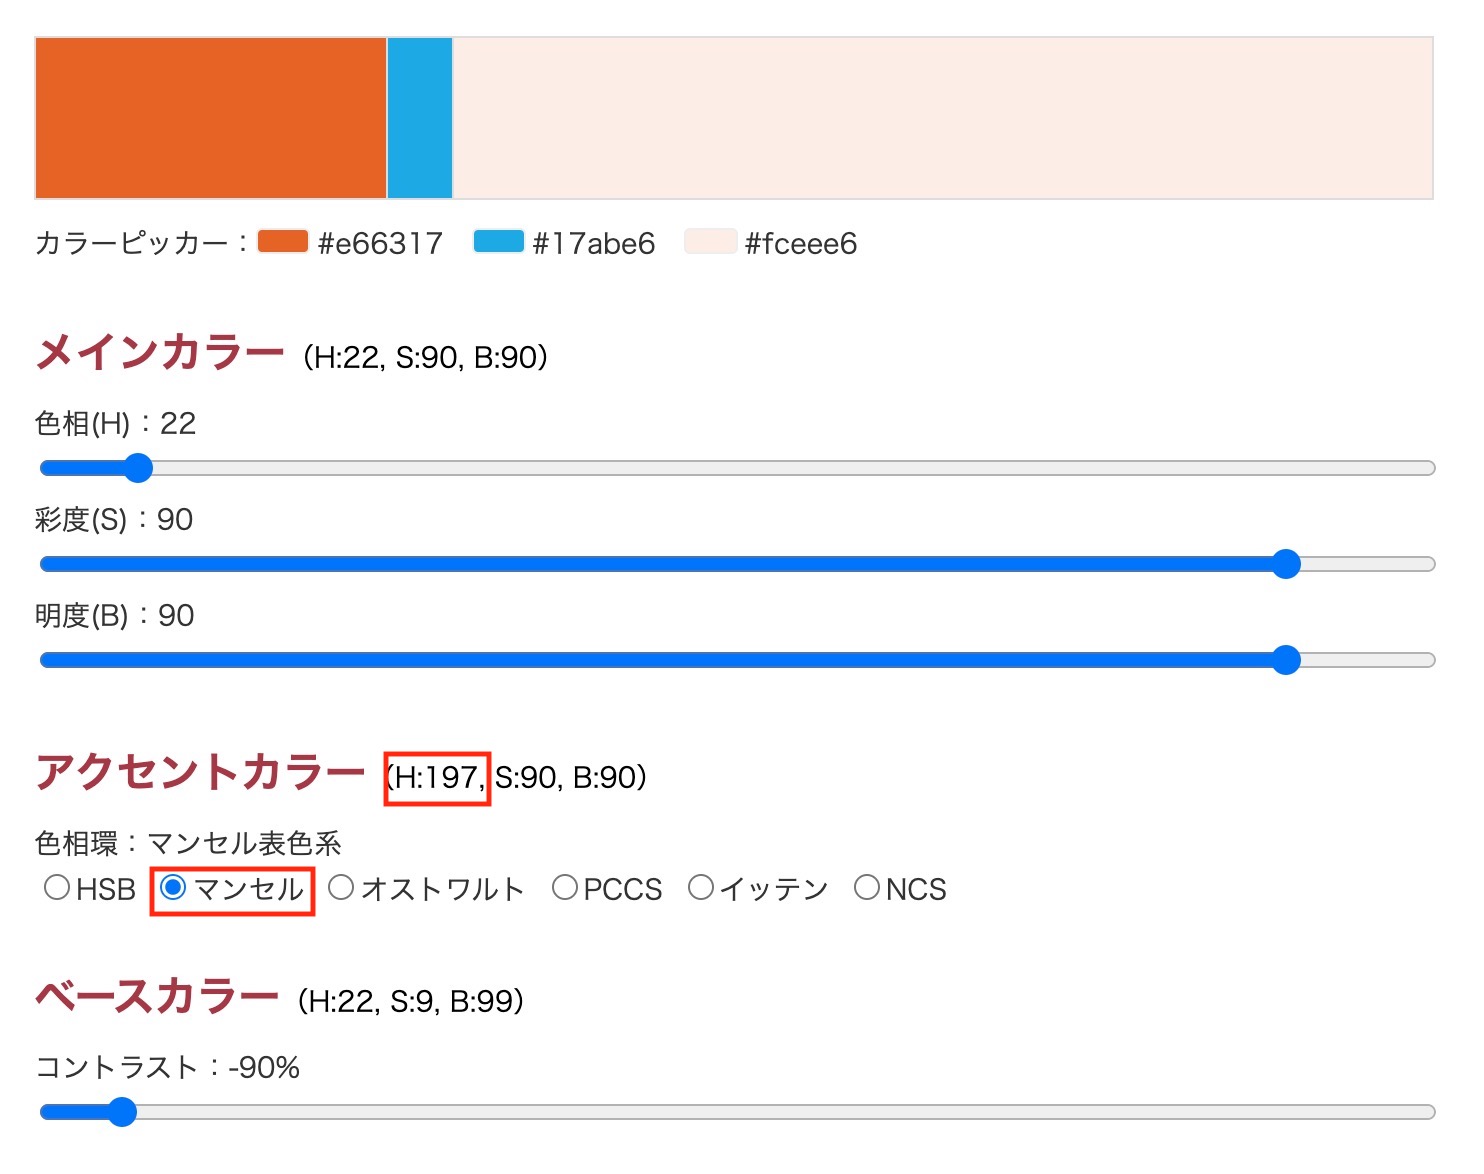 カラーピッカー：#e66317 #17abe6 #fceee6
メインカラー (H:22, S:90, B:90)
色相(H)：22
彩度(S)：90
明度(B)：90
アクセントカラー (H:197, S:90, B:90)
色相環：マンセル表色系
HSB マンセル オストワルト PCCS イッテン NCS
ベースカラー (H:22, S:9, B:99)
コントラスト：-90%